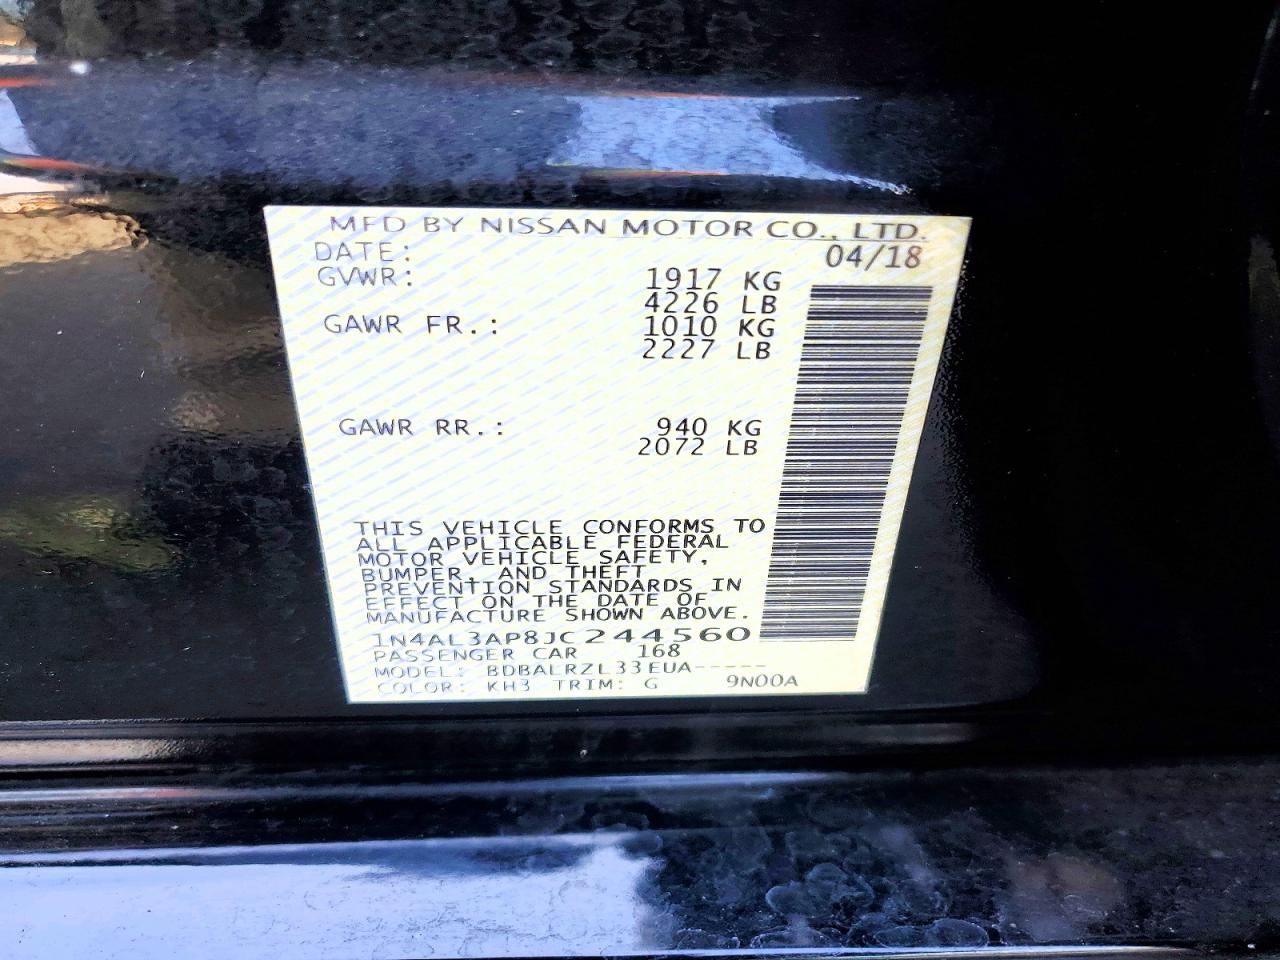 MFD BY NISSAN MOTOR CO., LTD.
DATE: 04/18
GVWR: 1917 KG
4226 LB
GAWR FR.: 1010 KG
2227 LB
GAWR RR.: 940 KG
2072 LB
THIS VEHICLE CONFORMS TO
ALL APPLICABLE FEDERAL
MOTOR VEHICLE SAFETY,
BUMPER, AND THEFT
PREVENTION STANDARDS IN
EFFECT ON THE DATE OF
MANUFACTURE SHOWN ABOVE.
1N4AL3AP8JC244560
PASSENGER CAR 168
MODEL: BDBALRZL33EUA-----
COLOR: KH3 TRIM: G 9N00A